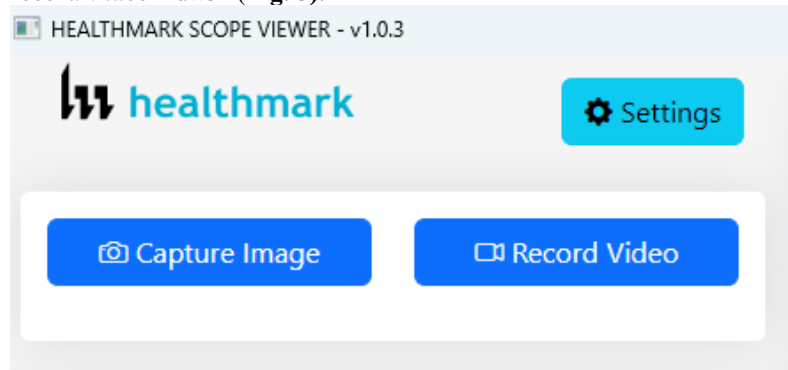 HEALTHMARK SCOPE VIEWER - v1.0.3
healthmark
Settings
Capture Image
Record Video